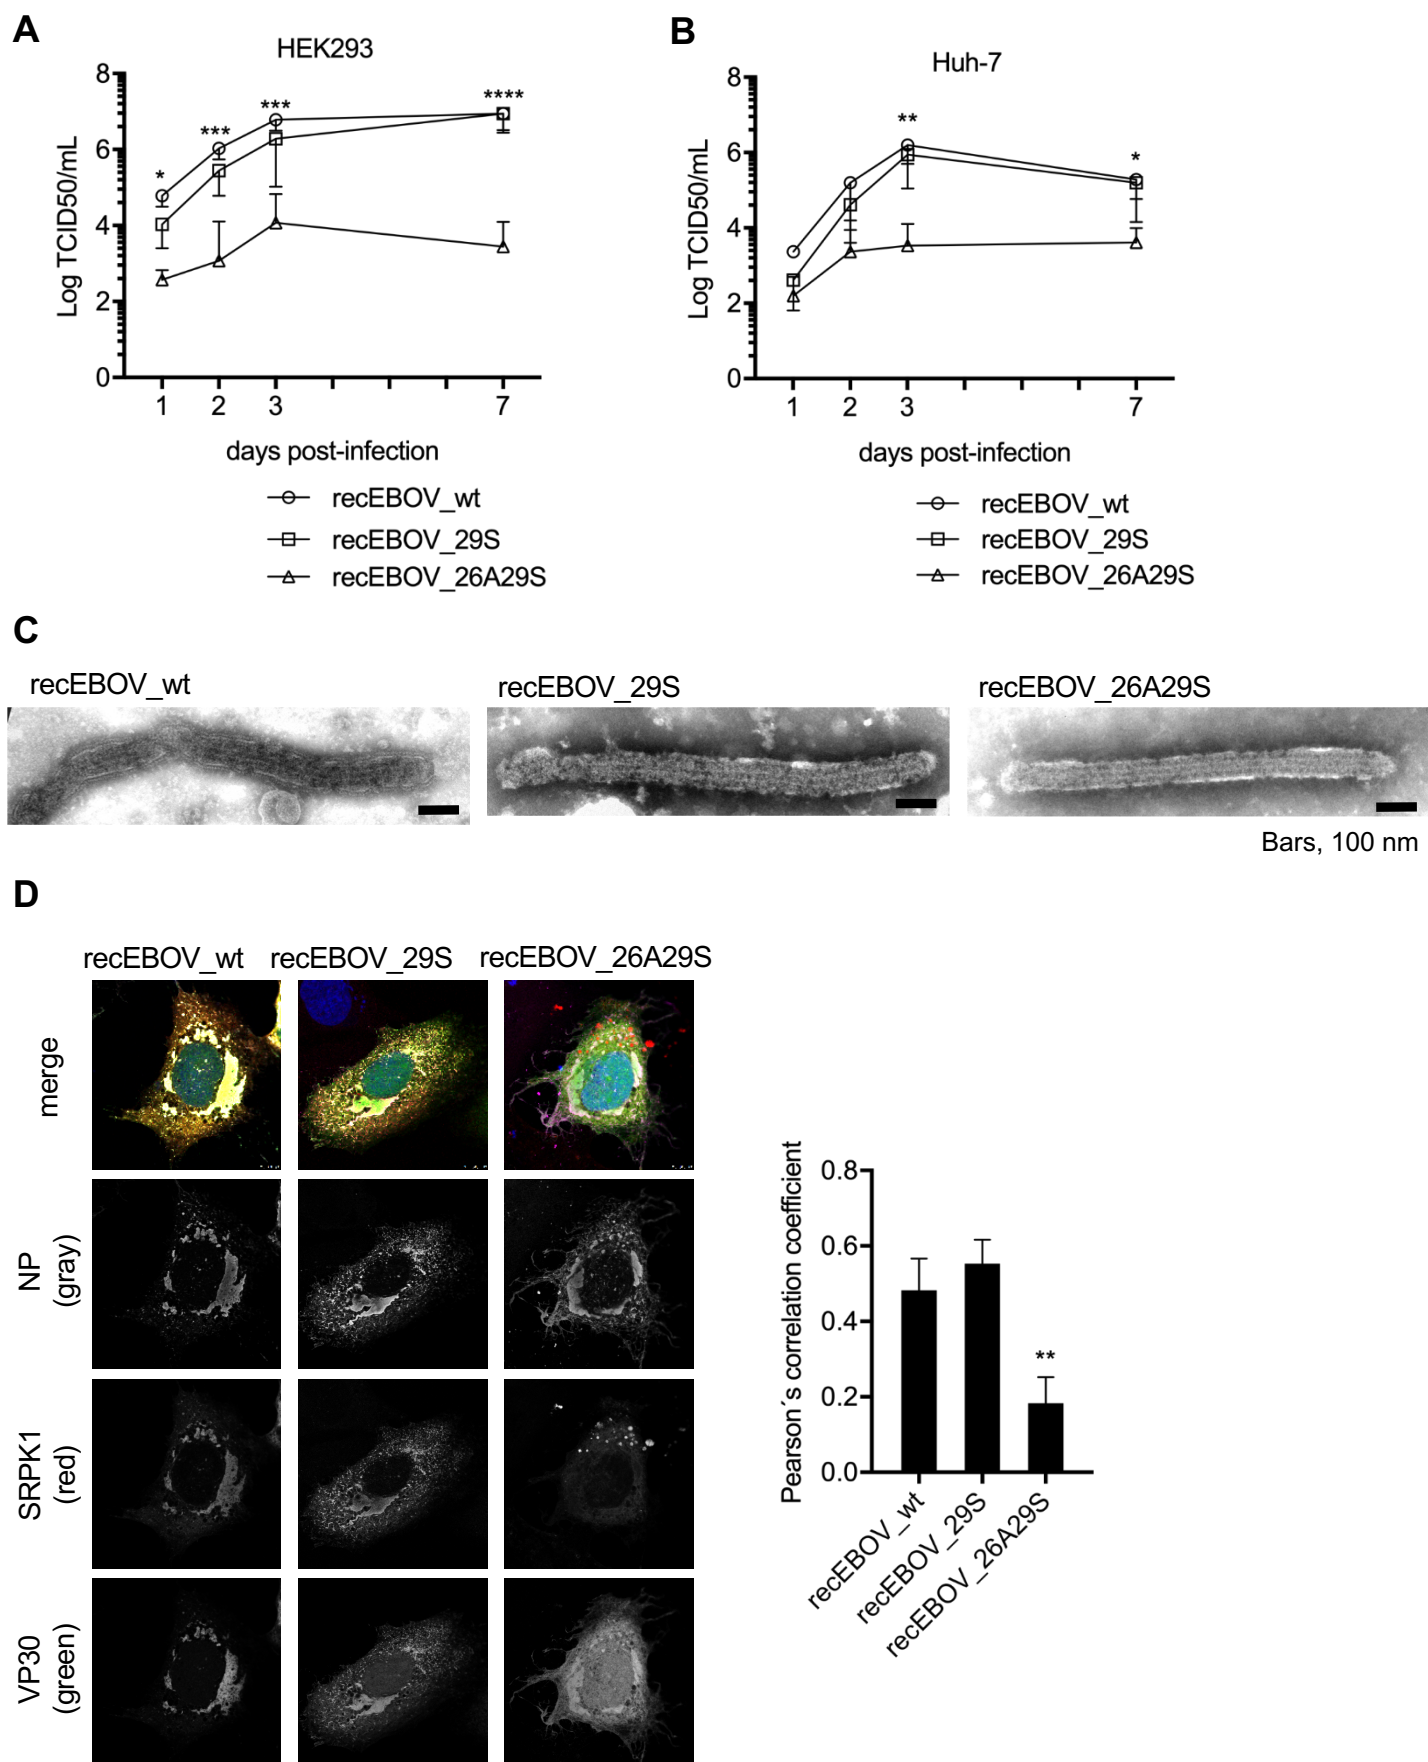 A
HEK293
8
6
4
2
0
Log TCID50/mL
*
***
***
****
1 2 3 7
days post-infection
recEBOV_wt
recEBOV_29S
recEBOV_26A29S
B
Huh-7
8
6
4
2
0
Log TCID50/mL
**
*
1 2 3 7
days post-infection
recEBOV_wt
recEBOV_29S
recEBOV_26A29S
C
recEBOV_wt recEBOV_29S recEBOV_26A29S
Bars, 100 nm
D
recEBOV_wt recEBOV_29S recEBOV_26A29S
merge
NP
(gray)
SRPK1
(red)
VP30
(green)
Pearson´s correlation coefficient
0.8
0.6
0.4
0.2
0.0
**
recEBOV_wt
recEBOV_29S
recEBOV_26A29S